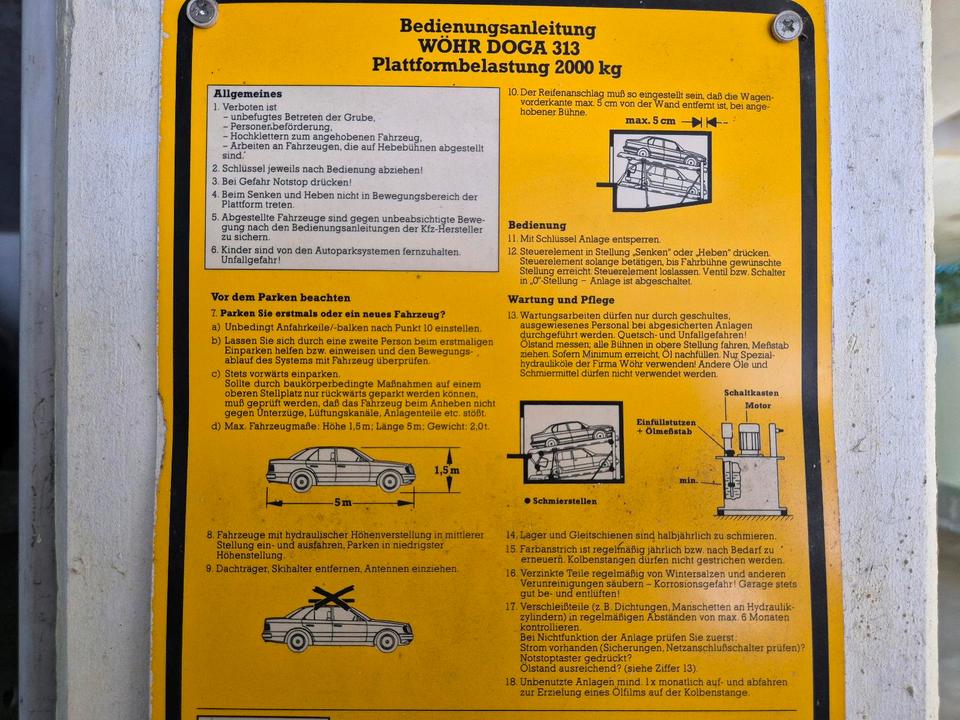 Bedienungsanleitung
WÖHR DOGA 313
Plattformbelastung 2000 kg
Allgemeines
1. Verboten ist
– unbefugtes Betreten der Grube,
– Personenbeförderung,
– Hochklettern zum angehobenen Fahrzeug,
– Arbeiten an Fahrzeugen, die auf Hebebühnen abgestellt
sind.
2. Schlüssel jeweils nach Bedienung abziehen!
3. Bei Gefahr Notstop drücken!
4. Beim Senken und Heben nicht in Bewegungsbereich der
Plattform treten.
5. Abgestellte Fahrzeuge sind gegen unbeabsichtigte Bewe-
gung nach den Bedienungsanleitungen der Kfz-Hersteller
zu sichern.
6. Kinder sind von den Autoparksystemen fernzuhalten.
Unfallgefahr!
Vor dem Parken beachten
7. Parken Sie erstmals oder ein neues Fahrzeug?
a) Unbedingt Anfahrkeile/-balken nach Punkt 10 einstellen.
b) Lassen Sie sich durch eine zweite Person beim erstmaligen
Einparken helfen bzw. einweisen und den Bewegungs-
ablauf des Systems mit Fahrzeug überprüfen.
c) Stets vorwärts einparken.
Sollte durch baukörperbedingte Maßnahmen auf einem
oberen Stellplatz nur rückwärts geparkt werden können,
muß geprüft werden, daß das Fahrzeug beim Anheben nicht
gegen Unterzüge, Lüftungskanäle, Anlagenteile etc. stößt.
d) Max. Fahrzeugmaße: Höhe 1,5 m; Länge 5 m; Gewicht: 2,0 t.
1,5 m
5 m
8. Fahrzeuge mit hydraulischer Höhenverstellung in mittlerer
Stellung ein- und ausfahren, Parken in niedrigster
Höhenstellung.
9. Dachträger, Skihalter entfernen, Antennen einziehen.
10. Der Reifenanschlag muß so eingestellt sein, daß die Wagen-
vorderkante max. 5 cm von der Wand entfernt ist, bei ange-
hobener Bühne.
max. 5 cm
Bedienung
11. Mit Schlüssel Anlage entsperren.
12. Steuerelement in Stellung „Senken" oder „Heben" drücken.
Steuerelement solange betätigen, bis Fahrbühne gewünschte
Stellung erreicht. Steuerelement loslassen. Ventil bzw. Schalter
in „0"-Stellung – Anlage ist abgeschaltet.
Wartung und Pflege
13. Wartungsarbeiten dürfen nur durch geschultes,
ausgewiesenes Personal bei abgesicherten Anlagen
durchgeführt werden. Quetsch- und Unfallgefahren!
Ölstand messen; alle Bühnen in obere Stellung fahren, Meßstab
ziehen. Sofern Minimum erreicht, Öl nachfüllen. Nur Spezial-
hydrauliköle der Firma Wöhr verwenden! Andere Öle und
Schmiermittel dürfen nicht verwendet werden.
Schaltkasten
Motor
Einfüllstutzen
+ Ölmeßstab
min.
● Schmierstellen
14. Lager und Gleitschienen sind halbjährlich zu schmieren.
15. Farbanstrich ist regelmäßig jährlich bzw. nach Bedarf zu
erneuern. Kolbenstangen dürfen nicht gestrichen werden.
16. Verzinkte Teile regelmäßig von Wintersalzen und anderen
Verunreinigungen säubern – Korrosionsgefahr! Garage stets
gut be- und entlüften!
17. Verschleißteile (z. B. Dichtungen, Manschetten an Hydraulik-
zylindern) in regelmäßigen Abständen von max. 6 Monaten
kontrollieren.
Bei Nichtfunktion der Anlage prüfen Sie zuerst:
Strom vorhanden (Sicherungen, Netzanschlußschalter prüfen)?
Notstoptaster gedrückt?
Ölstand ausreichend? (siehe Ziffer 13).
18. Unbenutzte Anlagen mind. 1 x monatlich auf- und abfahren
zur Erzielung eines Ölfilms auf der Kolbenstange.